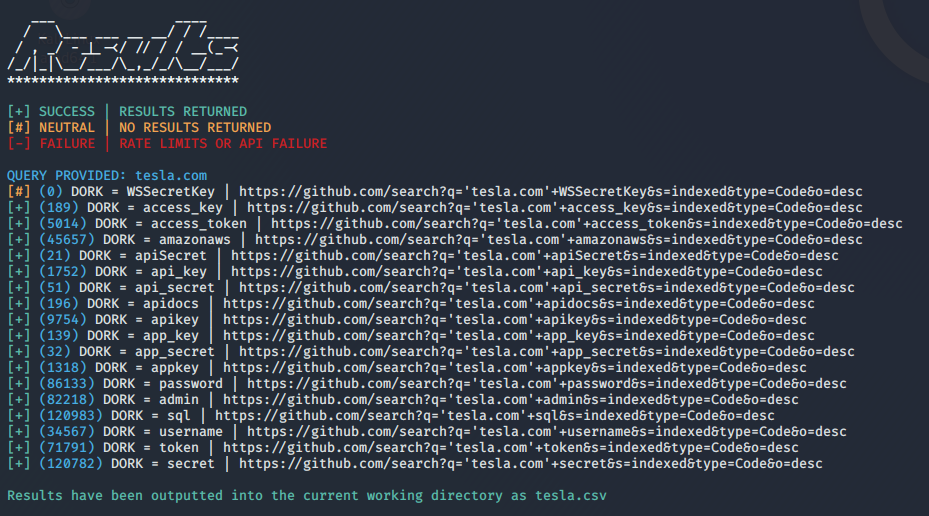 Results
*****************************
[+] SUCCESS | RESULTS RETURNED
[#] NEUTRAL | NO RESULTS RETURNED
[-] FAILURE | RATE LIMITS OR API FAILURE
QUERY PROVIDED: tesla.com
[#] (0) DORK = WSSecretKey | https://github.com/search?q='tesla.com'+WSSecretKey&s=indexed&type=Code&o=desc
[+] (189) DORK = access_key | https://github.com/search?q='tesla.com'+access_key&s=indexed&type=Code&o=desc
[+] (5014) DORK = access_token | https://github.com/search?q='tesla.com'+access_token&s=indexed&type=Code&o=desc
[+] (45657) DORK = amazonaws | https://github.com/search?q='tesla.com'+amazonaws&s=indexed&type=Code&o=desc
[+] (21) DORK = apiSecret | https://github.com/search?q='tesla.com'+apiSecret&s=indexed&type=Code&o=desc
[+] (1752) DORK = api_key | https://github.com/search?q='tesla.com'+api_key&s=indexed&type=Code&o=desc
[+] (51) DORK = api_secret | https://github.com/search?q='tesla.com'+api_secret&s=indexed&type=Code&o=desc
[+] (196) DORK = apidocs | https://github.com/search?q='tesla.com'+apidocs&s=indexed&type=Code&o=desc
[+] (9754) DORK = apikey | https://github.com/search?q='tesla.com'+apikey&s=indexed&type=Code&o=desc
[+] (139) DORK = app_key | https://github.com/search?q='tesla.com'+app_key&s=indexed&type=Code&o=desc
[+] (32) DORK = app_secret | https://github.com/search?q='tesla.com'+app_secret&s=indexed&type=Code&o=desc
[+] (1318) DORK = appkey | https://github.com/search?q='tesla.com'+appkey&s=indexed&type=Code&o=desc
[+] (86133) DORK = password | https://github.com/search?q='tesla.com'+password&s=indexed&type=Code&o=desc
[+] (82218) DORK = admin | https://github.com/search?q='tesla.com'+admin&s=indexed&type=Code&o=desc
[+] (120983) DORK = sql | https://github.com/search?q='tesla.com'+sql&s=indexed&type=Code&o=desc
[+] (34567) DORK = username | https://github.com/search?q='tesla.com'+username&s=indexed&type=Code&o=desc
[+] (71791) DORK = token | https://github.com/search?q='tesla.com'+token&s=indexed&type=Code&o=desc
[+] (120782) DORK = secret | https://github.com/search?q='tesla.com'+secret&s=indexed&type=Code&o=desc
Results have been outputted into the current working directory as tesla.csv